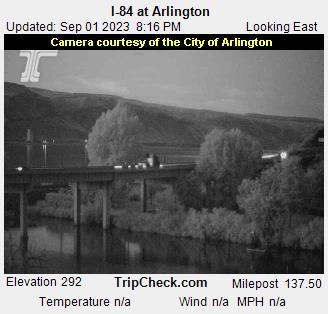 I-84 at Arlington
Updated: Sep 01 2023 8:16 PM Looking East
Camera courtesy of the City of Arlington
Elevation 292 TripCheck.com Milepost 137.50
Temperature n/a Wind n/a MPH n/a